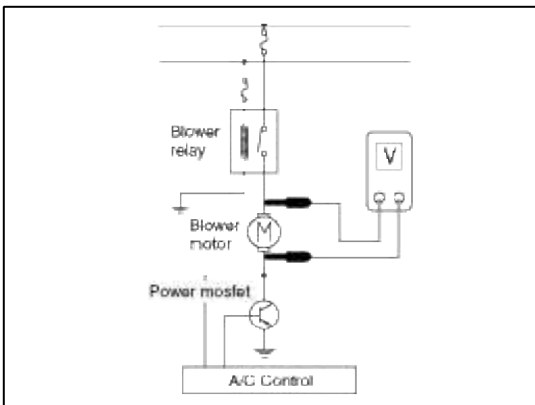 Blower
relay
V
Blower
motor
M
Power mosfet
A/C Control